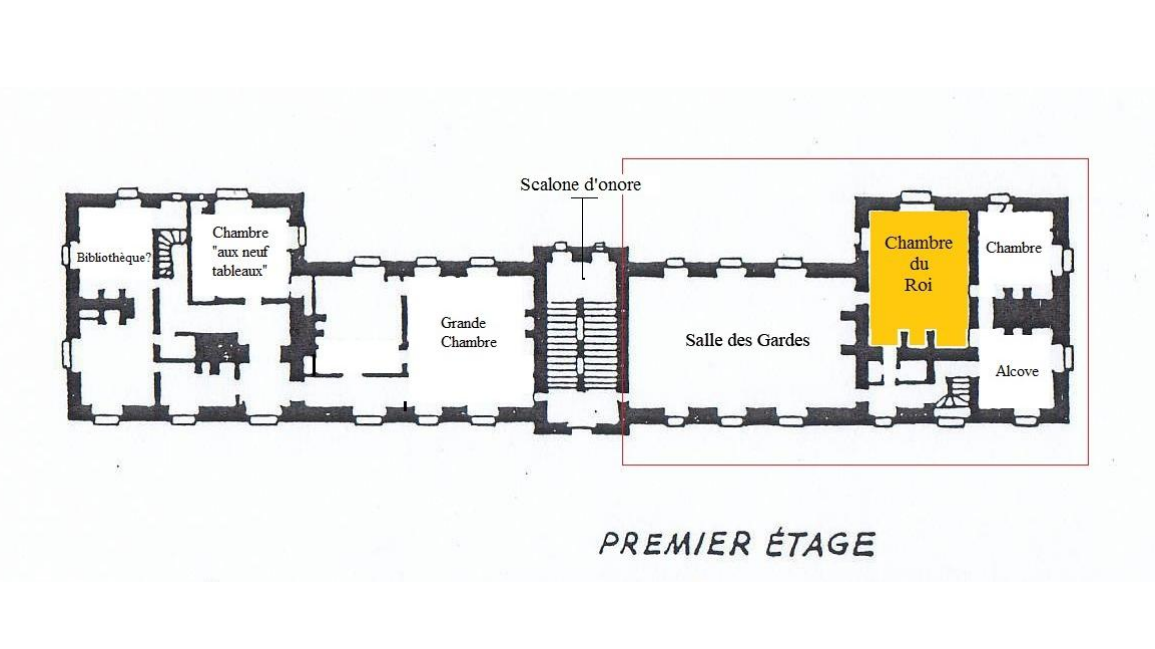 Scalone d'onore
Chambre
"aux neuf
tableaux"
Bibliothèque?
Grande
Chambre
Salle des Gardes
Chambre
du
Roi
Chambre
Alcove
PREMIER ÉTAGE